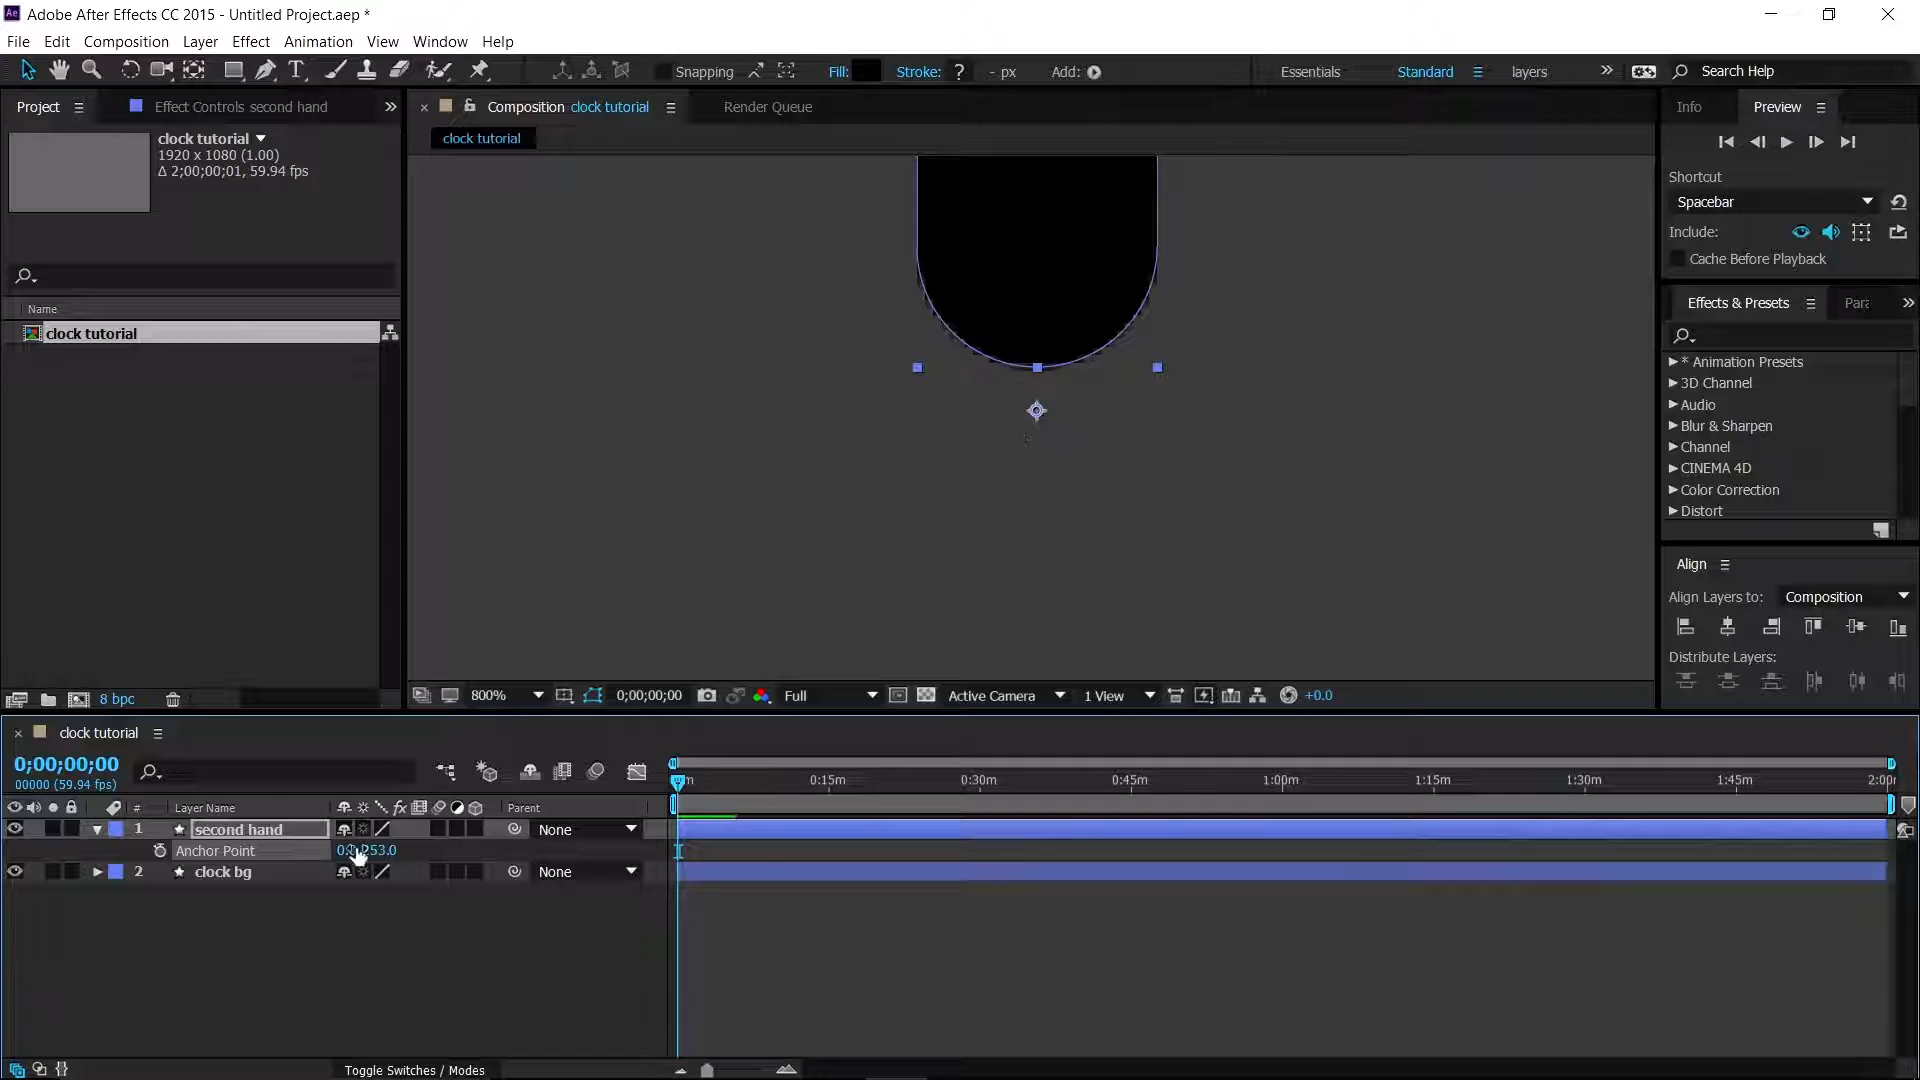 Adobe After Effects CC 2015 - Untitled Project.aep *
File Edit Composition Layer Effect Animation View Window Help
Snapping Fill: Stroke: ? - px Add: Essentials Standard layers Search Help
Project Effect Controls second hand
Composition clock tutorial Render Queue
Info Preview
clock tutorial
1920 x 1080 (1.00)
Δ 2;00;00;01, 59.94 fps
clock tutorial
Shortcut
Spacebar
Include:
Cache Before Playback
Name
clock tutorial
Effects & Presets Para
* Animation Presets
3D Channel
Audio
Blur & Sharpen
Channel
CINEMA 4D
Color Correction
Distort
Align
Align Layers to: Composition
Distribute Layers:
8 bpc
800% 0;00;00;00 Full Active Camera 1 View +0.0
clock tutorial
0;00;00;00
00000 (59.94 fps)
0:15m 0:30m 0:45m 1:00m 1:15m 1:30m 1:45m 2:00
# Layer Name fx Parent
1 second hand None
Anchor Point
2 clock bg None
Toggle Switches / Modes